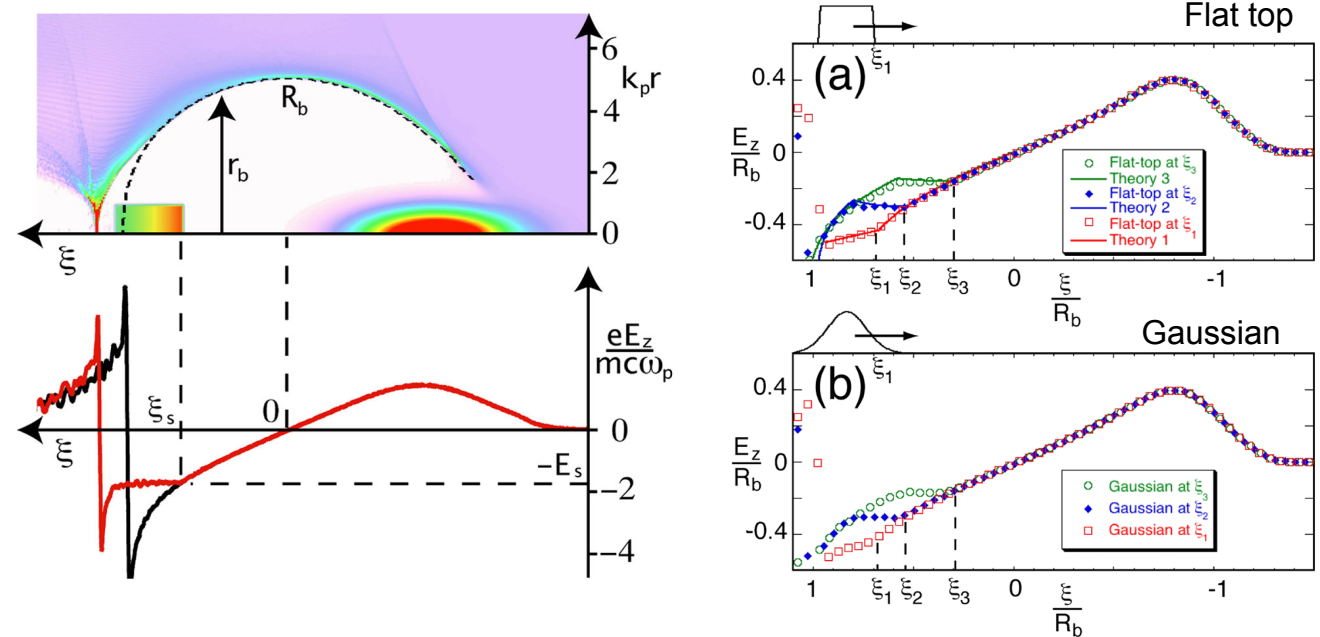 6
k_p r
R_b
4
r_b
2
0
ξ
eE_z
mcω_p
ξ_s
0
0
ξ
-E_s
-2
-4
Flat top
ξ_1
(a)
0.4
E_z
R_b
0
-0.4
Flat-top at ξ_3
Theory 3
Flat-top at ξ_2
Theory 2
Flat-top at ξ_1
Theory 1
1 ξ_1 ξ_2 ξ_3 0 ξ -1
R_b
Gaussian
ξ_1
(b)
0.4
E_z
R_b
0
-0.4
Gaussian at ξ_3
Gaussian at ξ_2
Gaussian at ξ_1
1 ξ_1 ξ_2 ξ_3 0 ξ -1
R_b